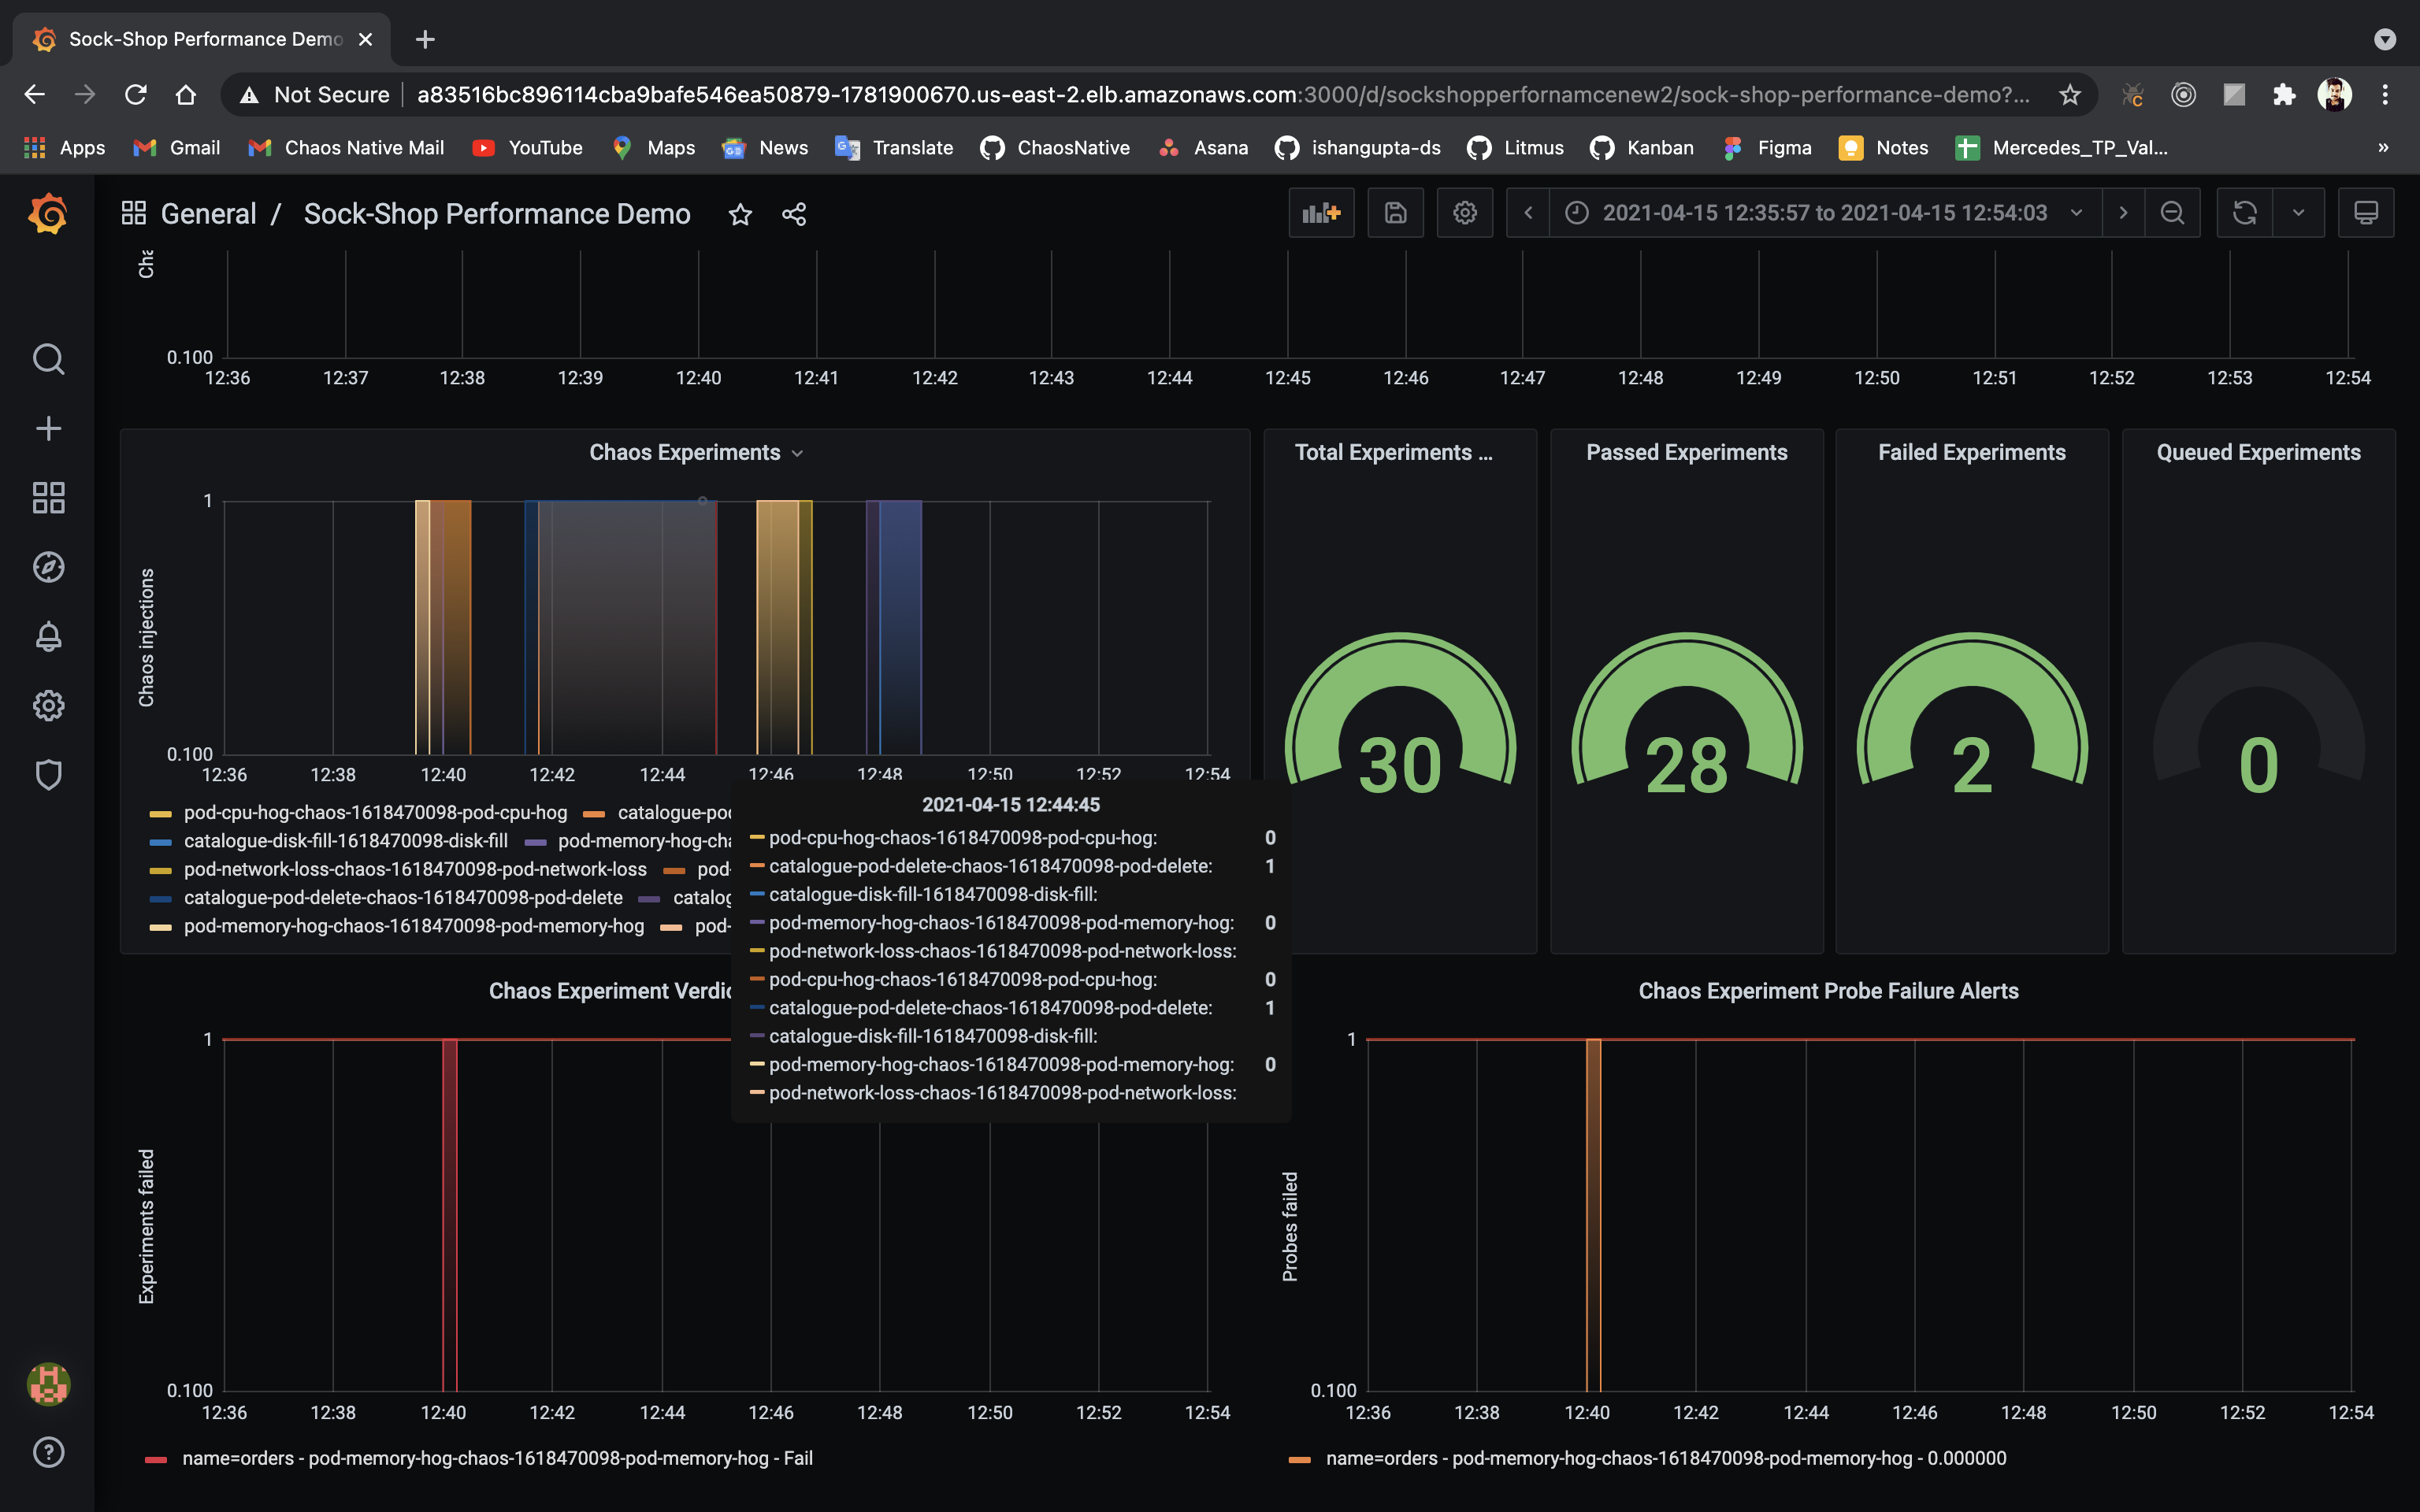 Sock-Shop Performance Demo
Not Secure a83516bc896114cba9bafe546ea50879-1781900670.us-east-2.elb.amazonaws.com:3000/d/sockshopperfornamcenew2/sock-shop-performance-demo?...
Apps Gmail Chaos Native Mail YouTube Maps News Translate ChaosNative Asana ishangupta-ds Litmus Kanban Figma Notes Mercedes_TP_Val... »
General / Sock-Shop Performance Demo 2021-04-15 12:35:57 to 2021-04-15 12:54:03
0.100
12:36 12:37 12:38 12:39 12:40 12:41 12:42 12:43 12:44 12:45 12:46 12:47 12:48 12:49 12:50 12:51 12:52 12:53 12:54
Chaos Experiments
Chaos injections
1
0.100
12:36 12:38 12:40 12:42 12:44 12:46 12:48 12:50 12:52 12:54
pod-cpu-hog-chaos-1618470098-pod-cpu-hog catalogue-pod
catalogue-disk-fill-1618470098-disk-fill pod-memory-hog-cha
pod-network-loss-chaos-1618470098-pod-network-loss pod-
catalogue-pod-delete-chaos-1618470098-pod-delete catalog
pod-memory-hog-chaos-1618470098-pod-memory-hog pod-
Total Experiments ...
30
Passed Experiments
28
Failed Experiments
2
Queued Experiments
0
2021-04-15 12:44:45
pod-cpu-hog-chaos-1618470098-pod-cpu-hog: 0
catalogue-pod-delete-chaos-1618470098-pod-delete: 1
catalogue-disk-fill-1618470098-disk-fill:
pod-memory-hog-chaos-1618470098-pod-memory-hog: 0
pod-network-loss-chaos-1618470098-pod-network-loss:
pod-cpu-hog-chaos-1618470098-pod-cpu-hog: 0
catalogue-pod-delete-chaos-1618470098-pod-delete: 1
catalogue-disk-fill-1618470098-disk-fill:
pod-memory-hog-chaos-1618470098-pod-memory-hog: 0
pod-network-loss-chaos-1618470098-pod-network-loss:
Chaos Experiment Verdic
Experiments failed
1
0.100
12:36 12:38 12:40 12:42 12:44 12:46 12:48 12:50 12:52 12:54
name=orders - pod-memory-hog-chaos-1618470098-pod-memory-hog - Fail
Chaos Experiment Probe Failure Alerts
Probes failed
1
0.100
12:36 12:38 12:40 12:42 12:44 12:46 12:48 12:50 12:52 12:54
name=orders - pod-memory-hog-chaos-1618470098-pod-memory-hog - 0.000000